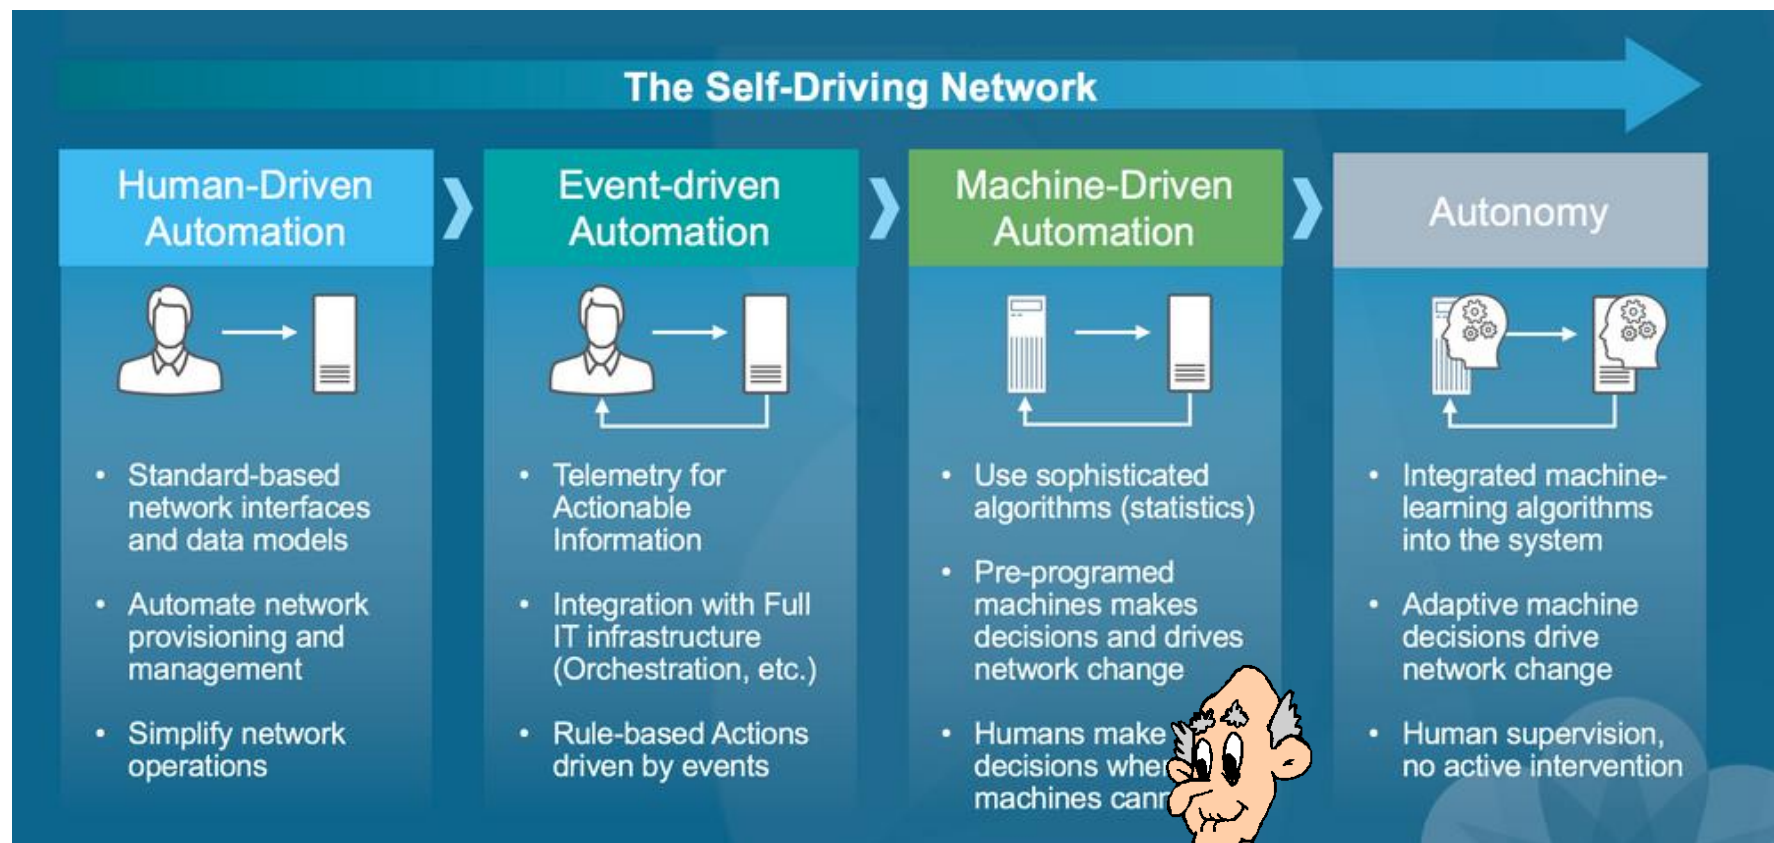 The Self-Driving Network
Human-Driven
Automation
Event-driven
Automation
Machine-Driven
Automation
Autonomy
• Standard-based
network interfaces
and data models
• Automate network
provisioning and
management
• Simplify network
operations
• Telemetry for
Actionable
Information
• Integration with Full
IT infrastructure
(Orchestration, etc.)
• Rule-based Actions
driven by events
• Use sophisticated
algorithms (statistics)
• Pre-programed
machines makes
decisions and drives
network change
• Humans make
decisions
machines
• Integrated machine-
learning algorithms
into the system
• Adaptive machine
decisions drive
network change
• Human supervision,
no active intervention